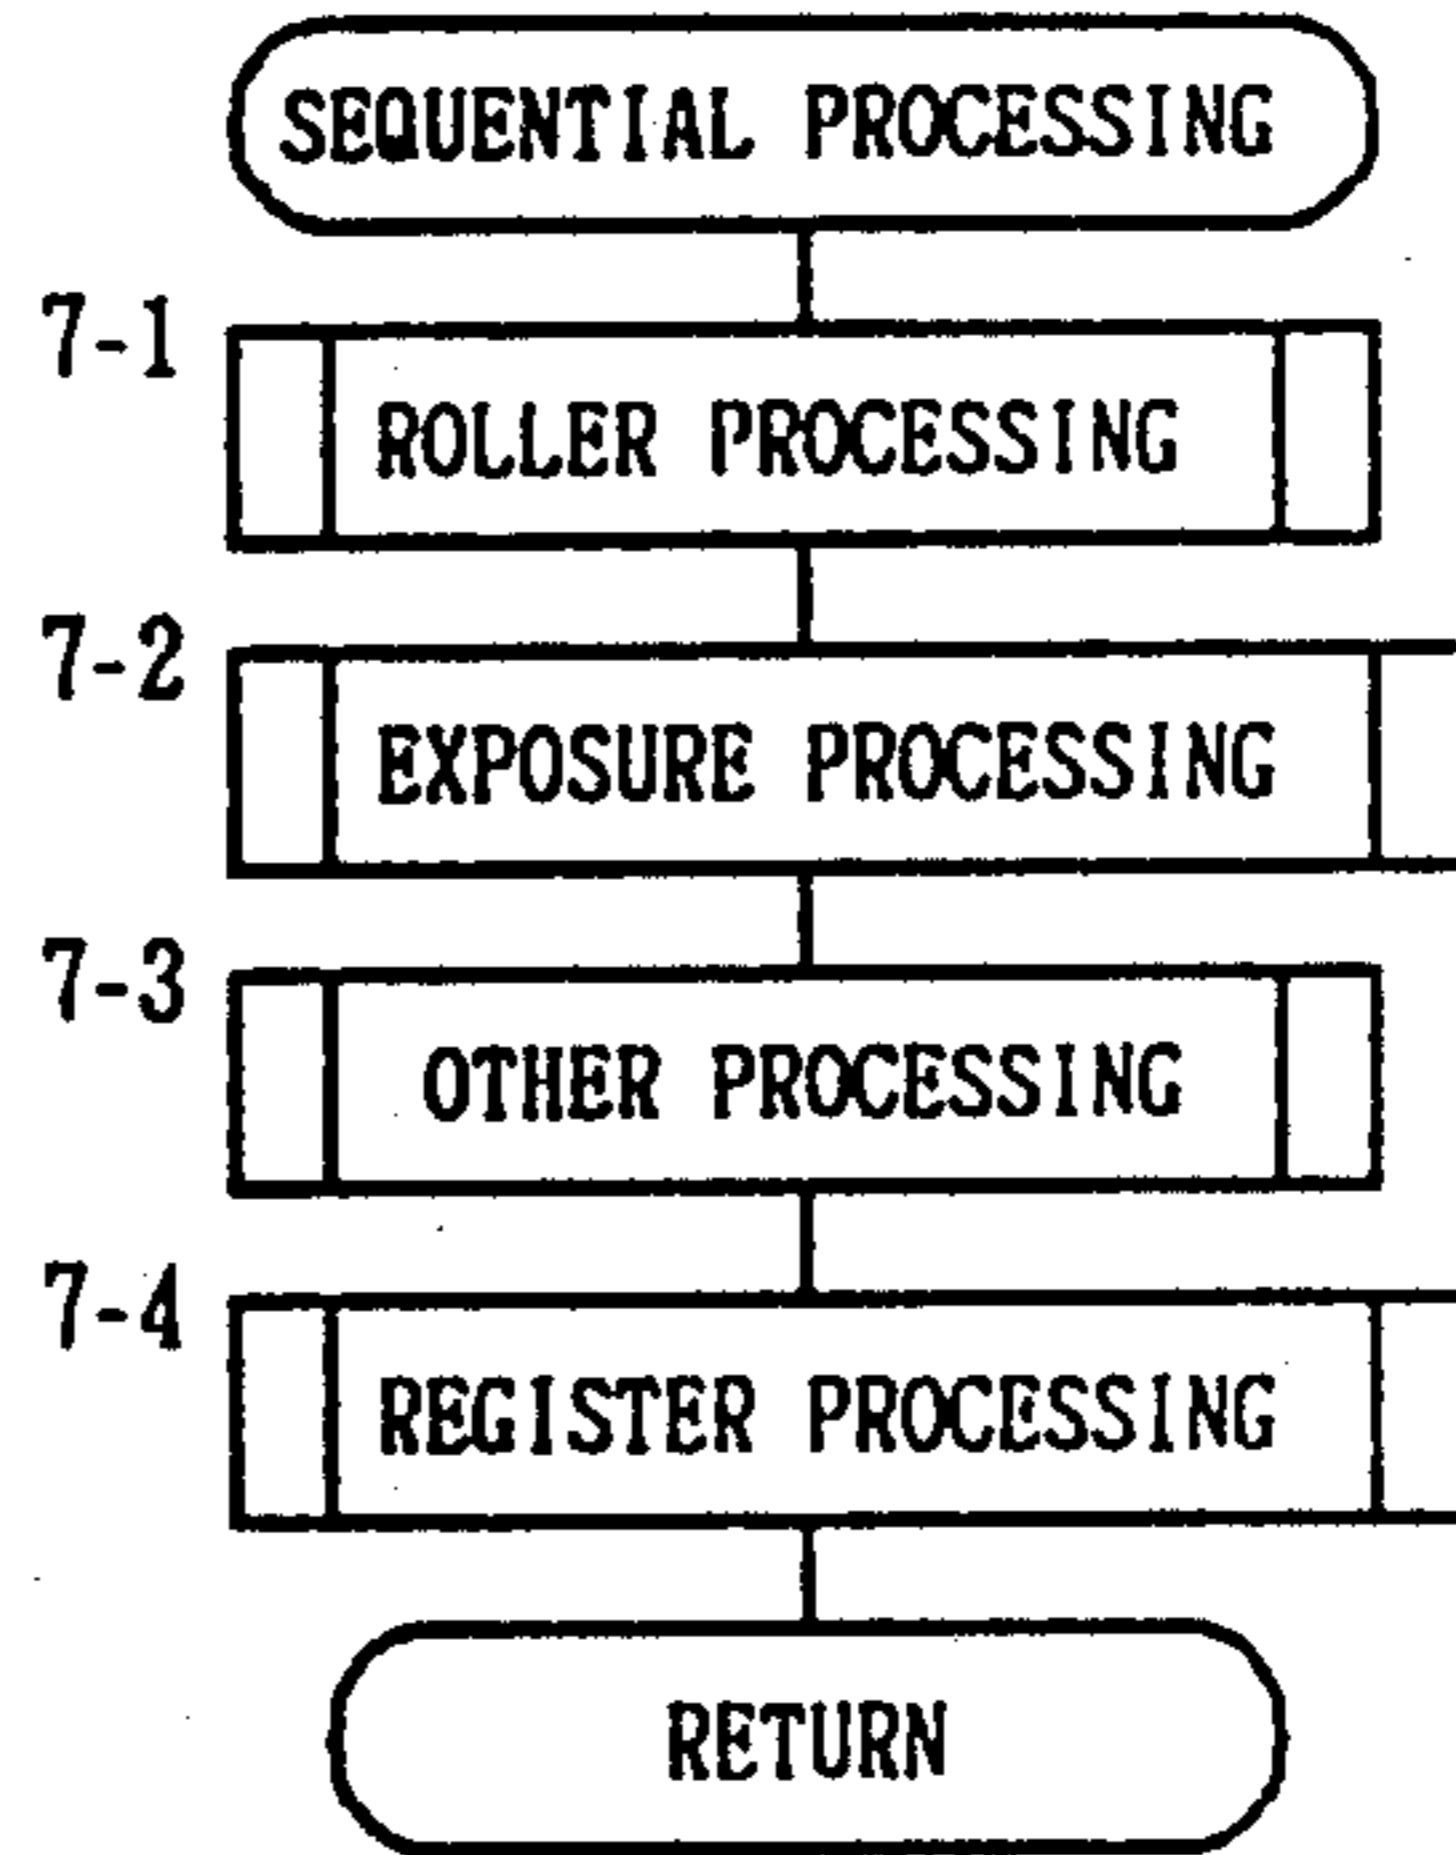 SEQUENTIAL PROCESSING
7-1
ROLLER PROCESSING
7-2
EXPOSURE PROCESSING
7-3
OTHER PROCESSING
7-4
REGISTER PROCESSING
RETURN